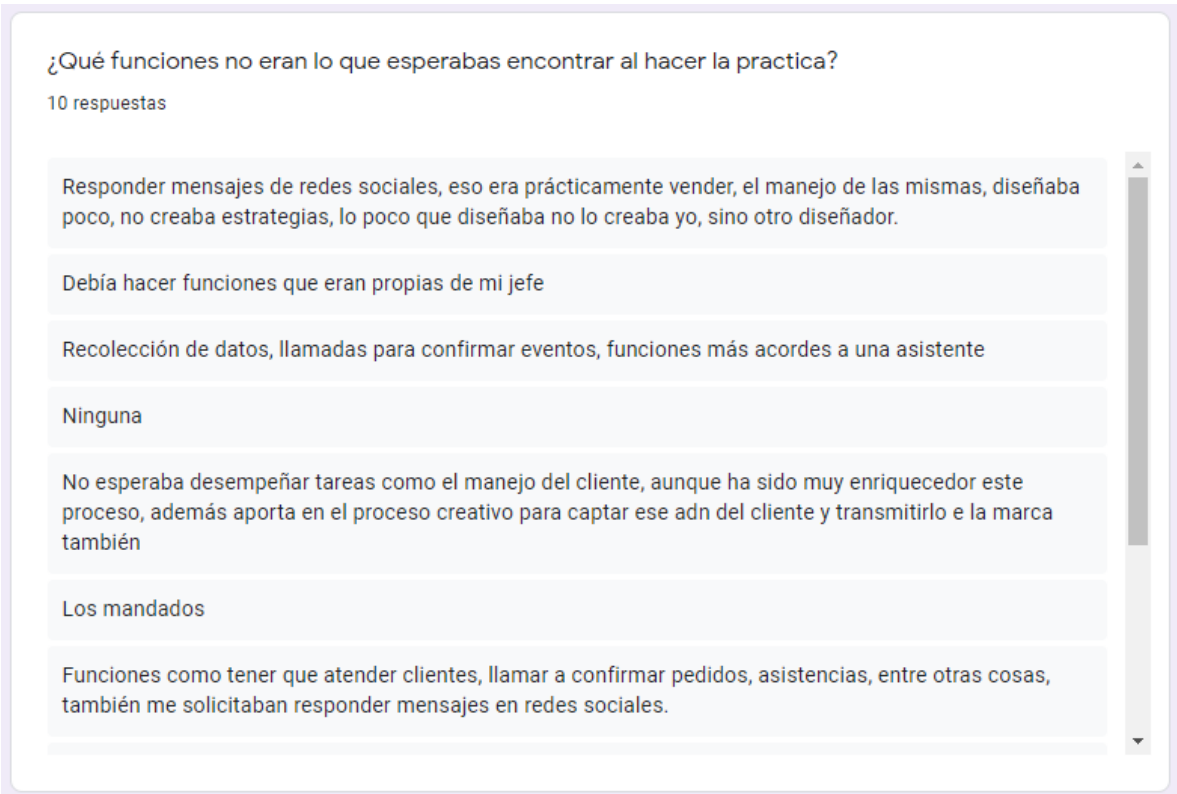 ¿Qué funciones no eran lo que esperabas encontrar al hacer la practica?
10 respuestas
Responder mensajes de redes sociales, eso era prácticamente vender, el manejo de las mismas, diseñaba
poco, no creaba estrategias, lo poco que diseñaba no lo creaba yo, sino otro diseñador.
Debía hacer funciones que eran propias de mi jefe
Recolección de datos, llamadas para confirmar eventos, funciones más acordes a una asistente
Ninguna
No esperaba desempeñar tareas como el manejo del cliente, aunque ha sido muy enriquecedor este
proceso, además aporta en el proceso creativo para captar ese adn del cliente y transmitirlo e la marca
también
Los mandados
Funciones como tener que atender clientes, llamar a confirmar pedidos, asistencias, entre otras cosas,
también me solicitaban responder mensajes en redes sociales.